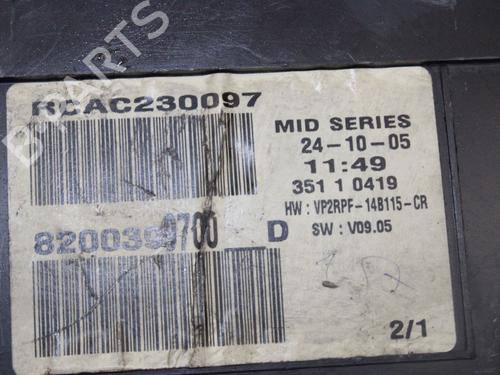 B-PARTS
RCAC230097
MID SERIES
24-10-05
11:49
351 1 0419
HW : VP2RPF-14B115-CR
SW : V09.05
D
2/1